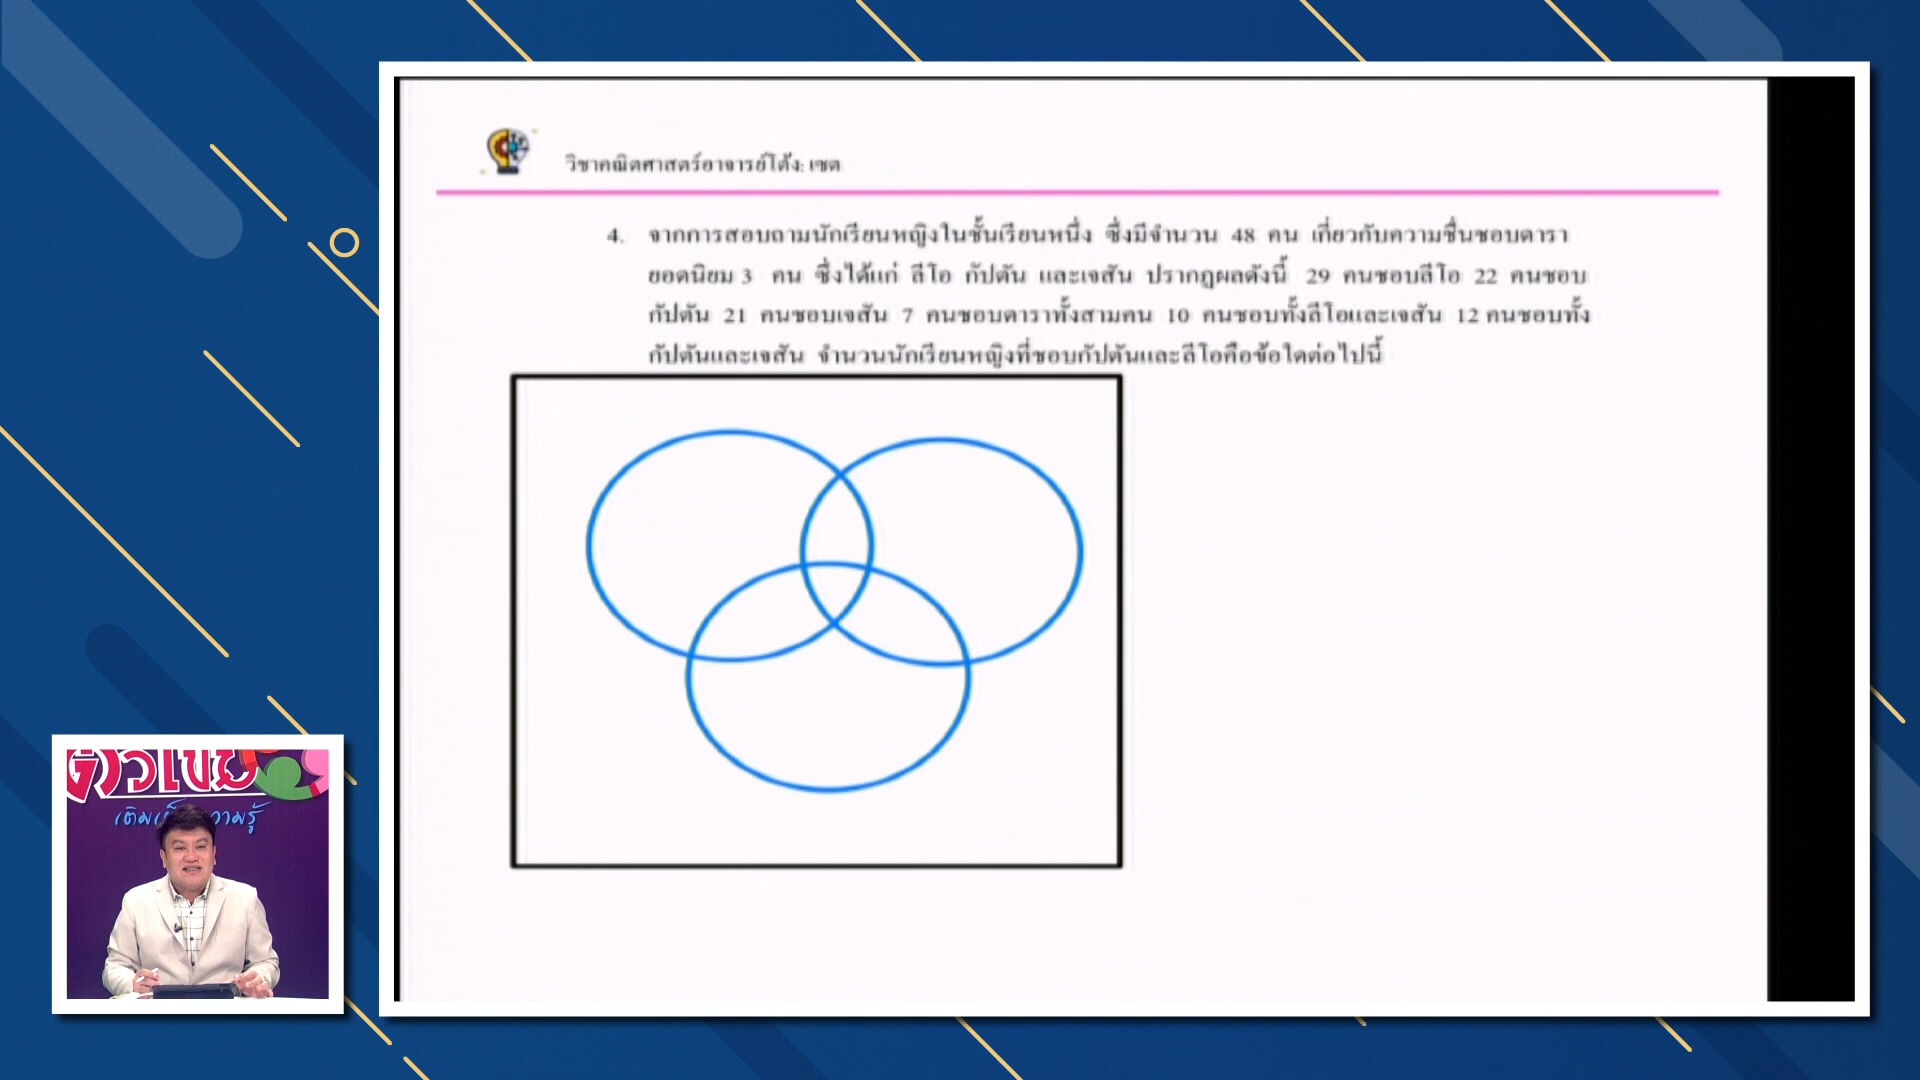 วิชาคณิตศาสตร์อาจารย์โต้ง: เซต
4. จากการสอบถามนักเรียนหญิงในชั้นเรียนหนึ่ง ซึ่งมีจำนวน 48 คน เกี่ยวกับความชื่นชอบดารา
ยอดนิยม 3 คน ซึ่งได้แก่ ลีโอ กัปตัน และเจสัน ปรากฏผลดังนี้ 29 คนชอบลีโอ 22 คนชอบ
กัปตัน 21 คนชอบเจสัน 7 คนชอบดาราทั้งสามคน 10 คนชอบทั้งลีโอและเจสัน 12 คนชอบทั้ง
กัปตันและเจสัน จำนวนนักเรียนหญิงที่ชอบกัปตันและลีโอคือข้อใดต่อไปนี้
ติวเข้ม